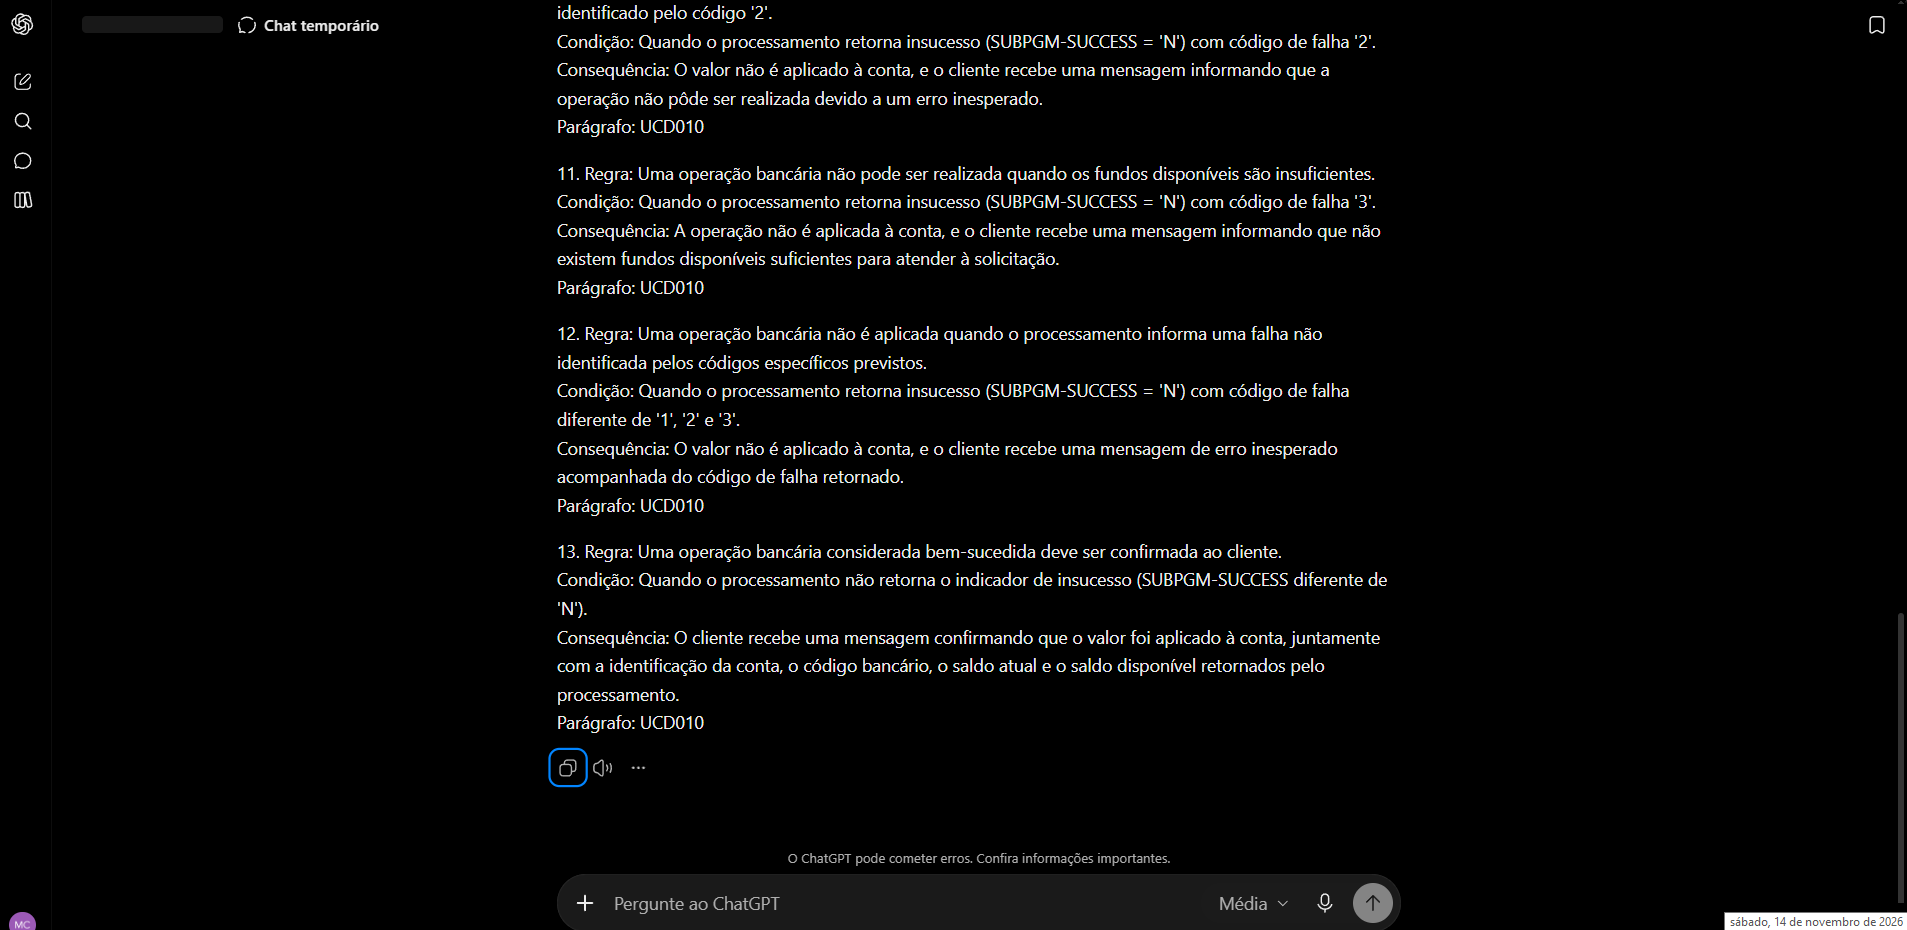 Chat temporário
identificado pelo código '2'.
Condição: Quando o processamento retorna insucesso (SUBPGM-SUCCESS = 'N') com código de falha '2'.
Consequência: O valor não é aplicado à conta, e o cliente recebe uma mensagem informando que a
operação não pôde ser realizada devido a um erro inesperado.
Parágrafo: UCD010
11. Regra: Uma operação bancária não pode ser realizada quando os fundos disponíveis são insuficientes.
Condição: Quando o processamento retorna insucesso (SUBPGM-SUCCESS = 'N') com código de falha '3'.
Consequência: A operação não é aplicada à conta, e o cliente recebe uma mensagem informando que não
existem fundos disponíveis suficientes para atender à solicitação.
Parágrafo: UCD010
12. Regra: Uma operação bancária não é aplicada quando o processamento informa uma falha não
identificada pelos códigos específicos previstos.
Condição: Quando o processamento retorna insucesso (SUBPGM-SUCCESS = 'N') com código de falha
diferente de '1', '2' e '3'.
Consequência: O valor não é aplicado à conta, e o cliente recebe uma mensagem de erro inesperado
acompanhada do código de falha retornado.
Parágrafo: UCD010
13. Regra: Uma operação bancária considerada bem-sucedida deve ser confirmada ao cliente.
Condição: Quando o processamento não retorna o indicador de insucesso (SUBPGM-SUCCESS diferente de
'N').
Consequência: O cliente recebe uma mensagem confirmando que o valor foi aplicado à conta, juntamente
com a identificação da conta, o código bancário, o saldo atual e o saldo disponível retornados pelo
processamento.
Parágrafo: UCD010
O ChatGPT pode cometer erros. Confira informações importantes.
Pergunte ao ChatGPT
Média
MC
sábado, 14 de novembro de 2026